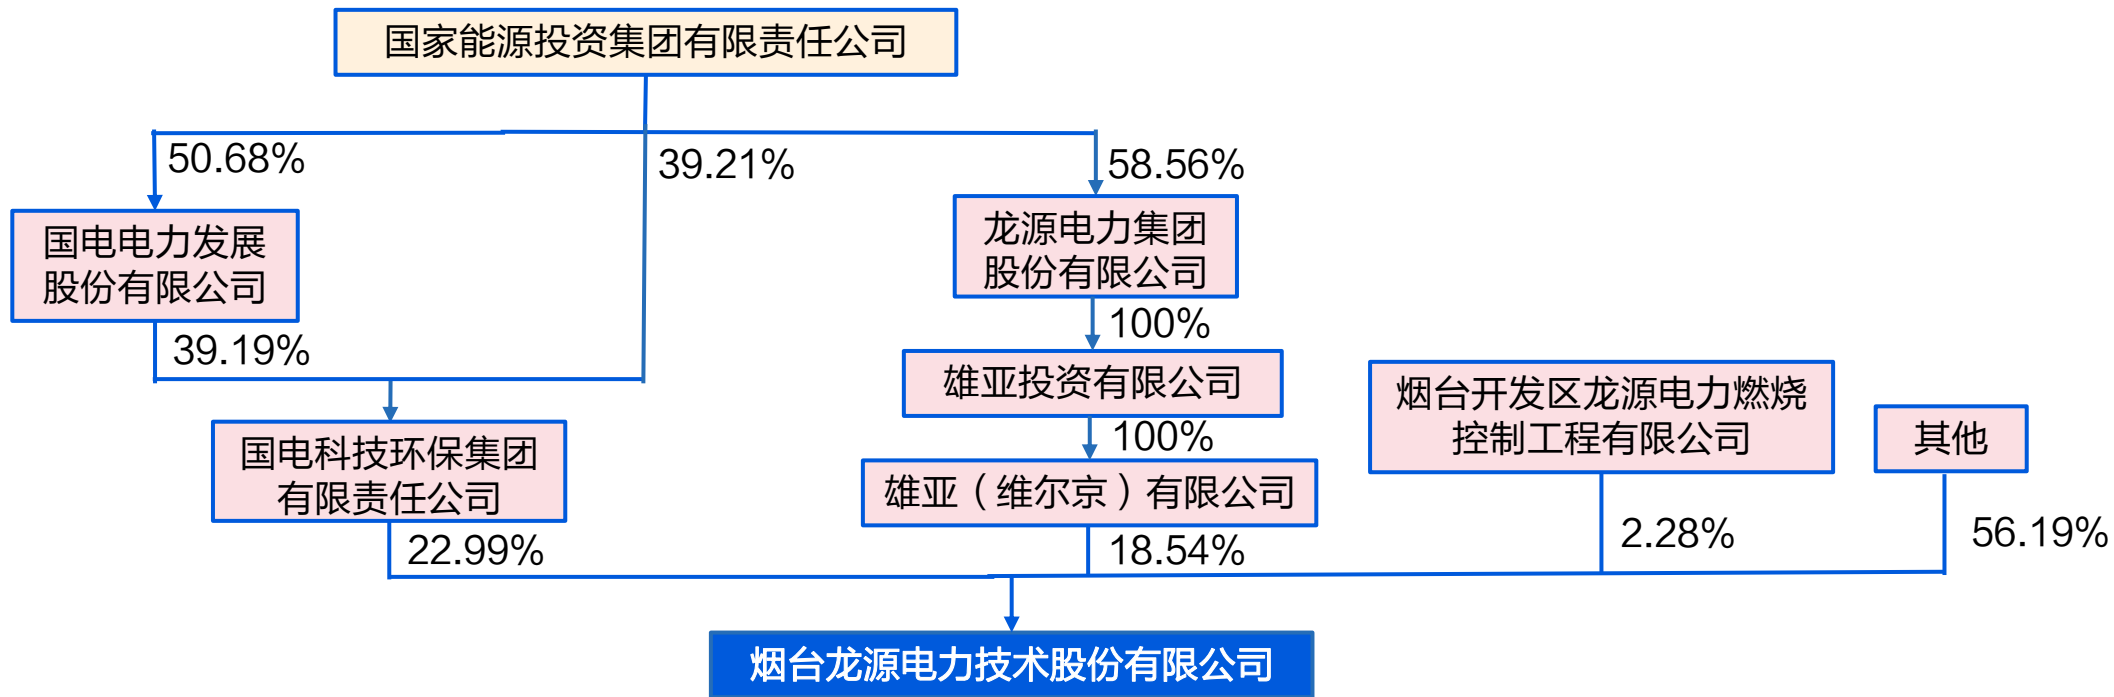 国家能源投资集团有限责任公司
50.68%
39.21%
58.56%
国电电力发展
股份有限公司
龙源电力集团
股份有限公司
39.19%
100%
雄亚投资有限公司
100%
国电科技环保集团
有限责任公司
雄亚（维尔京）有限公司
烟台开发区龙源电力燃烧
控制工程有限公司
其他
22.99%
18.54%
2.28%
56.19%
烟台龙源电力技术股份有限公司